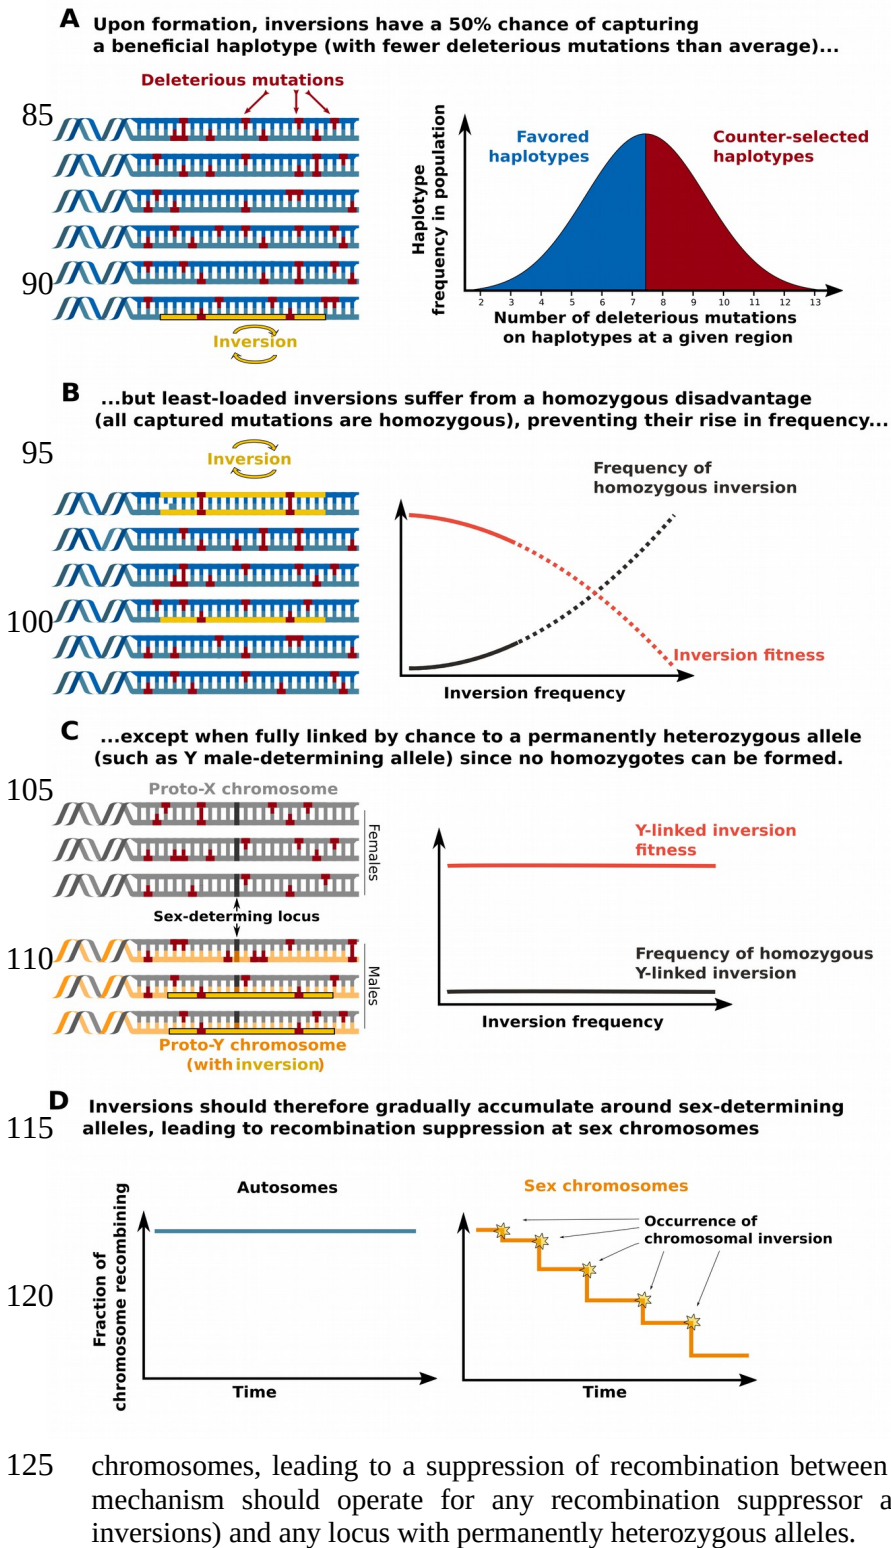 A Upon formation, inversions have a 50% chance of capturing
a beneficial haplotype (with fewer deleterious mutations than average)...
Deleterious mutations
85
Inversion
90
Haplotype
frequency in population
Favored
haplotypes
Counter-selected
haplotypes
2 3 4 5 6 7 8 9 10 11 12 13
Number of deleterious mutations
on haplotypes at a given region
B ...but least-loaded inversions suffer from a homozygous disadvantage
(all captured mutations are homozygous), preventing their rise in frequency...
95
Inversion
100
Frequency of
homozygous inversion
Inversion fitness
Inversion frequency
C ...except when fully linked by chance to a permanently heterozygous allele
(such as Y male-determining allele) since no homozygotes can be formed.
105
Proto-X chromosome
Females
Sex-determing locus
110
Males
Proto-Y chromosome
(with inversion)
Y-linked inversion
fitness
Frequency of homozygous
Y-linked inversion
Inversion frequency
D Inversions should therefore gradually accumulate around sex-determining
115 alleles, leading to recombination suppression at sex chromosomes
Autosomes
Fraction of
chromosome recombining
Time
120
Sex chromosomes
Occurrence of
chromosomal inversion
Time
125 chromosomes, leading to a suppression of recombination between
mechanism should operate for any recombination suppressor a
inversions) and any locus with permanently heterozygous alleles.